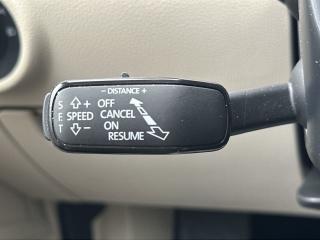 − DISTANCE +
S + OFF
E SPEED CANCEL
T − ON
RESUME